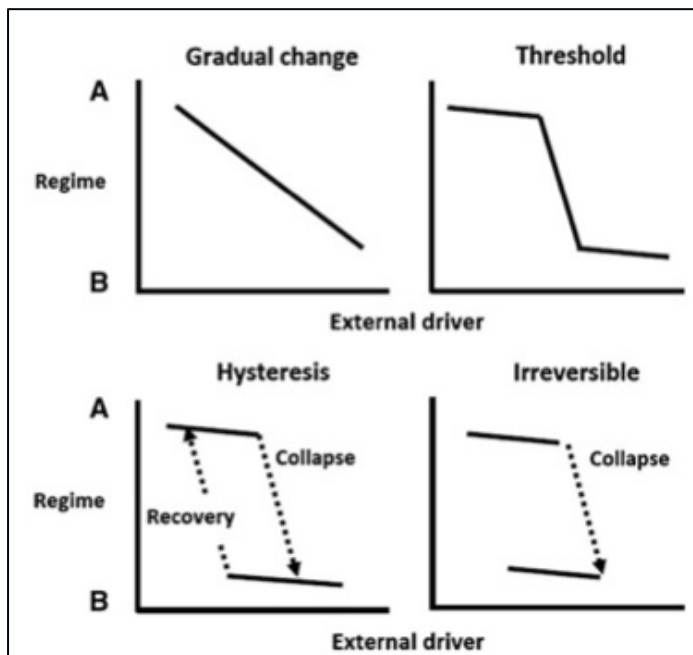 Gradual change
Threshold
A
Regime
B
External driver
Hysteresis
Irreversible
A
Collapse
Collapse
Regime
Recovery
B
External driver